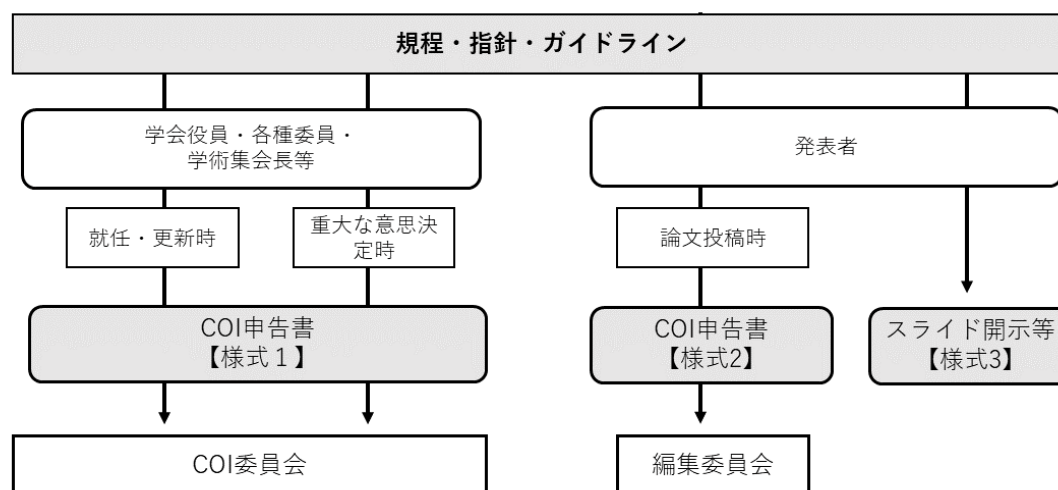 規程・指針・ガイドライン
学会役員・各種委員・
学術集会長等
発表者
就任・更新時
重大な意思決
定時
論文投稿時
COI申告書
【様式１】
COI申告書
【様式2】
スライド開示等
【様式3】
COI委員会
編集委員会